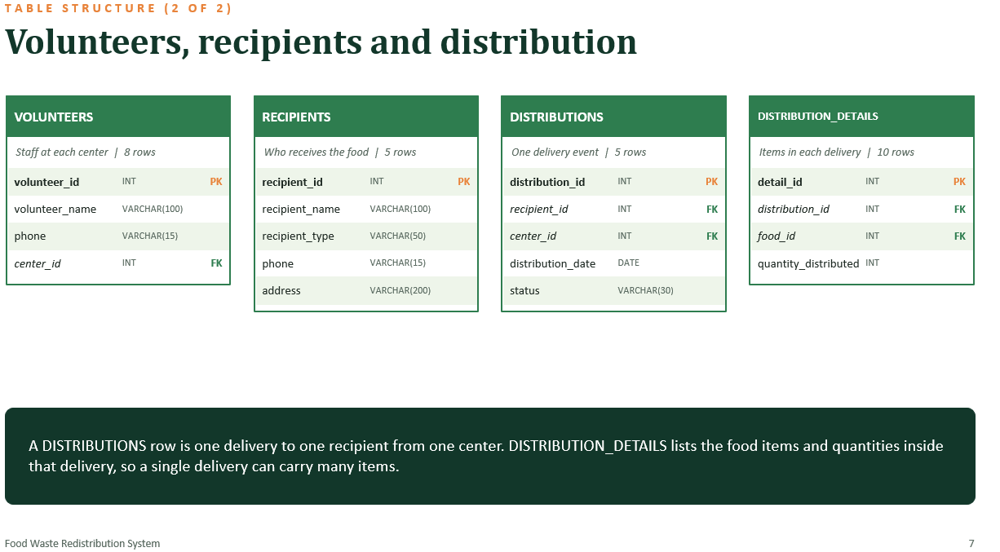 TABLE STRUCTURE (2 OF 2)
Volunteers, recipients and distribution
VOLUNTEERS
Staff at each center | 8 rows
volunteer_id INT PK
volunteer_name VARCHAR(100)
phone VARCHAR(15)
center_id INT FK
RECIPIENTS
Who receives the food | 5 rows
recipient_id INT PK
recipient_name VARCHAR(100)
recipient_type VARCHAR(50)
phone VARCHAR(15)
address VARCHAR(200)
DISTRIBUTIONS
One delivery event | 5 rows
distribution_id INT PK
recipient_id INT FK
center_id INT FK
distribution_date DATE
status VARCHAR(30)
DISTRIBUTION_DETAILS
Items in each delivery | 10 rows
detail_id INT PK
distribution_id INT FK
food_id INT FK
quantity_distributed INT
A DISTRIBUTIONS row is one delivery to one recipient from one center. DISTRIBUTION_DETAILS lists the food items and quantities inside
that delivery, so a single delivery can carry many items.
Food Waste Redistribution System
7